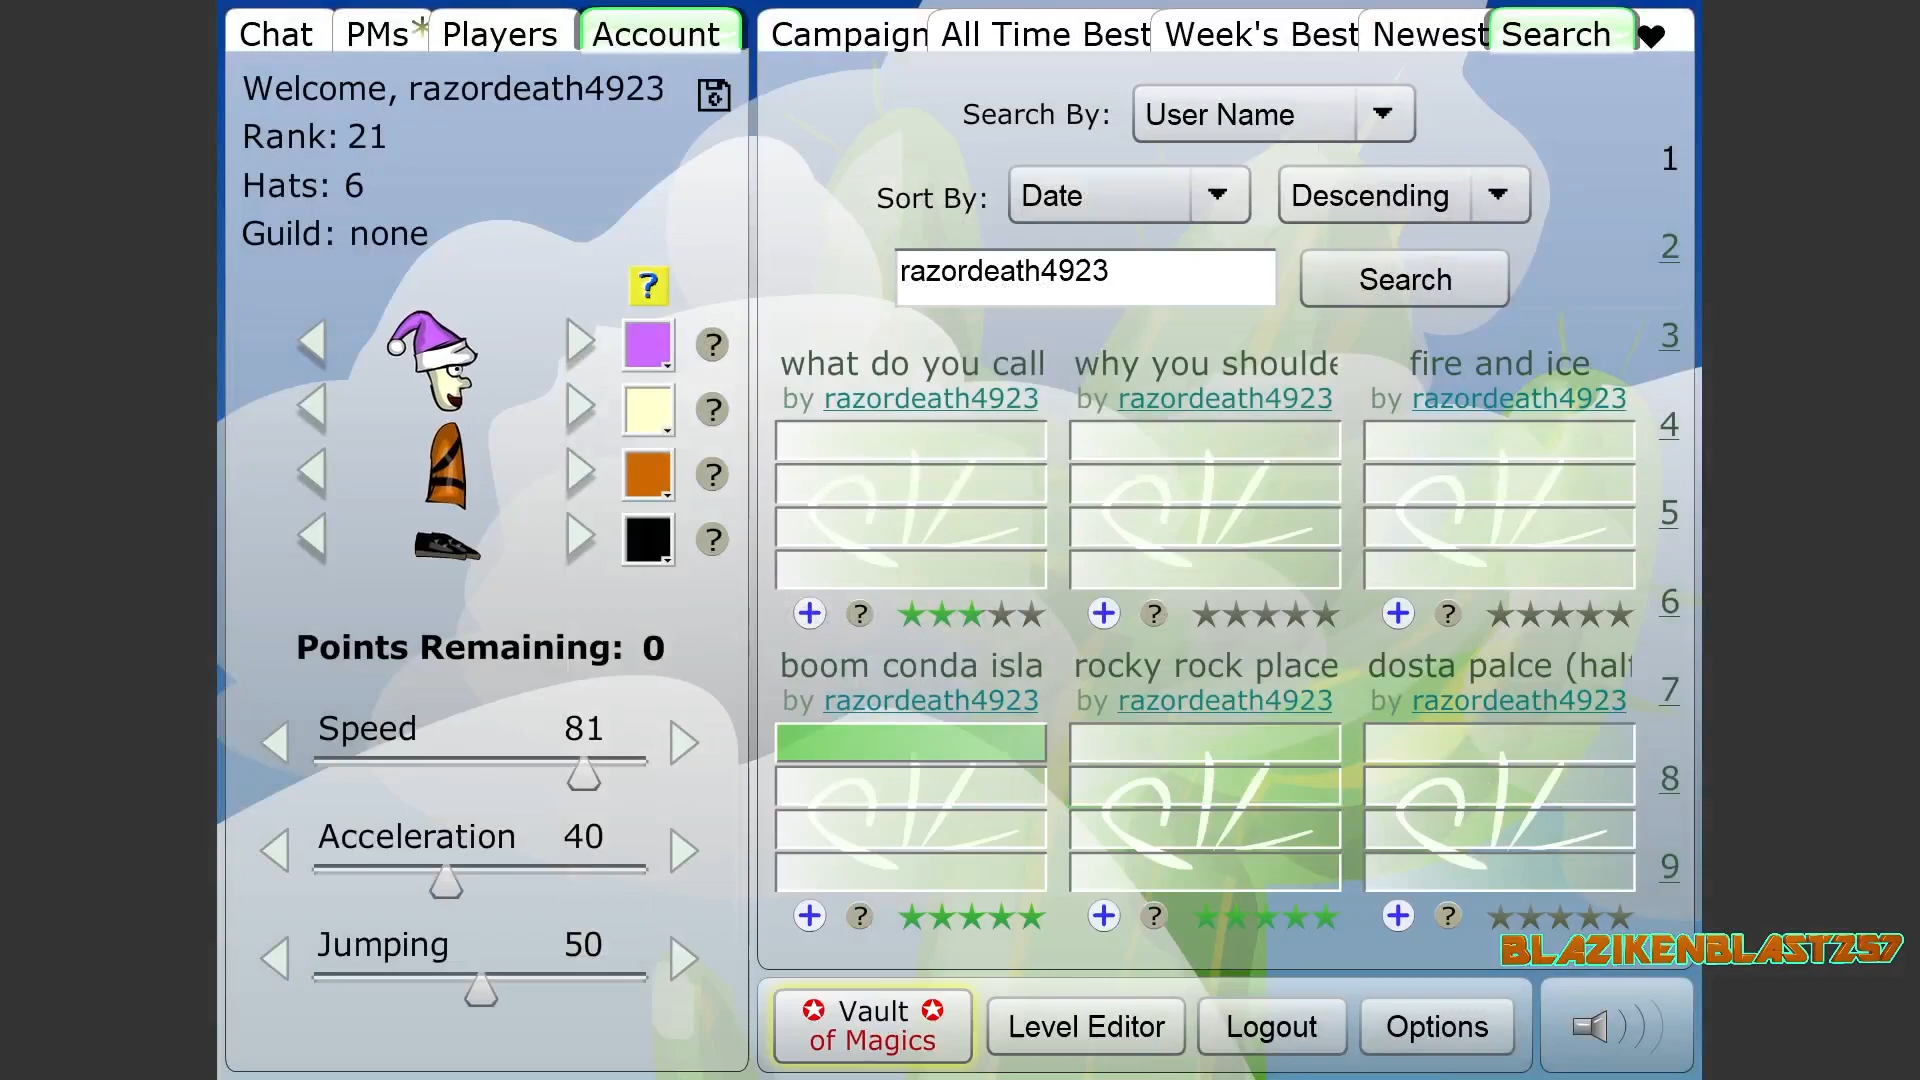 Chat PMs* Players Account
Campaign All Time Best Week's Best Newest Search ♥
Welcome, razordeath4923
Rank: 21
Hats: 6
Guild: none
?
?
?
?
?
Points Remaining: 0
Speed 81
Acceleration 40
Jumping 50
Search By: User Name
Sort By: Date Descending
razordeath4923 Search
what do you call why you should fire and ice
by razordeath4923 by razordeath4923 by razordeath4923
+ ? + ? + ?
boom conda isla rocky rock place dosta palce (half
by razordeath4923 by razordeath4923 by razordeath4923
+ ? + ? + ?
1
2
3
4
5
6
7
8
9
BLAZIKENBLAST257
Vault
of Magics
Level Editor Logout Options